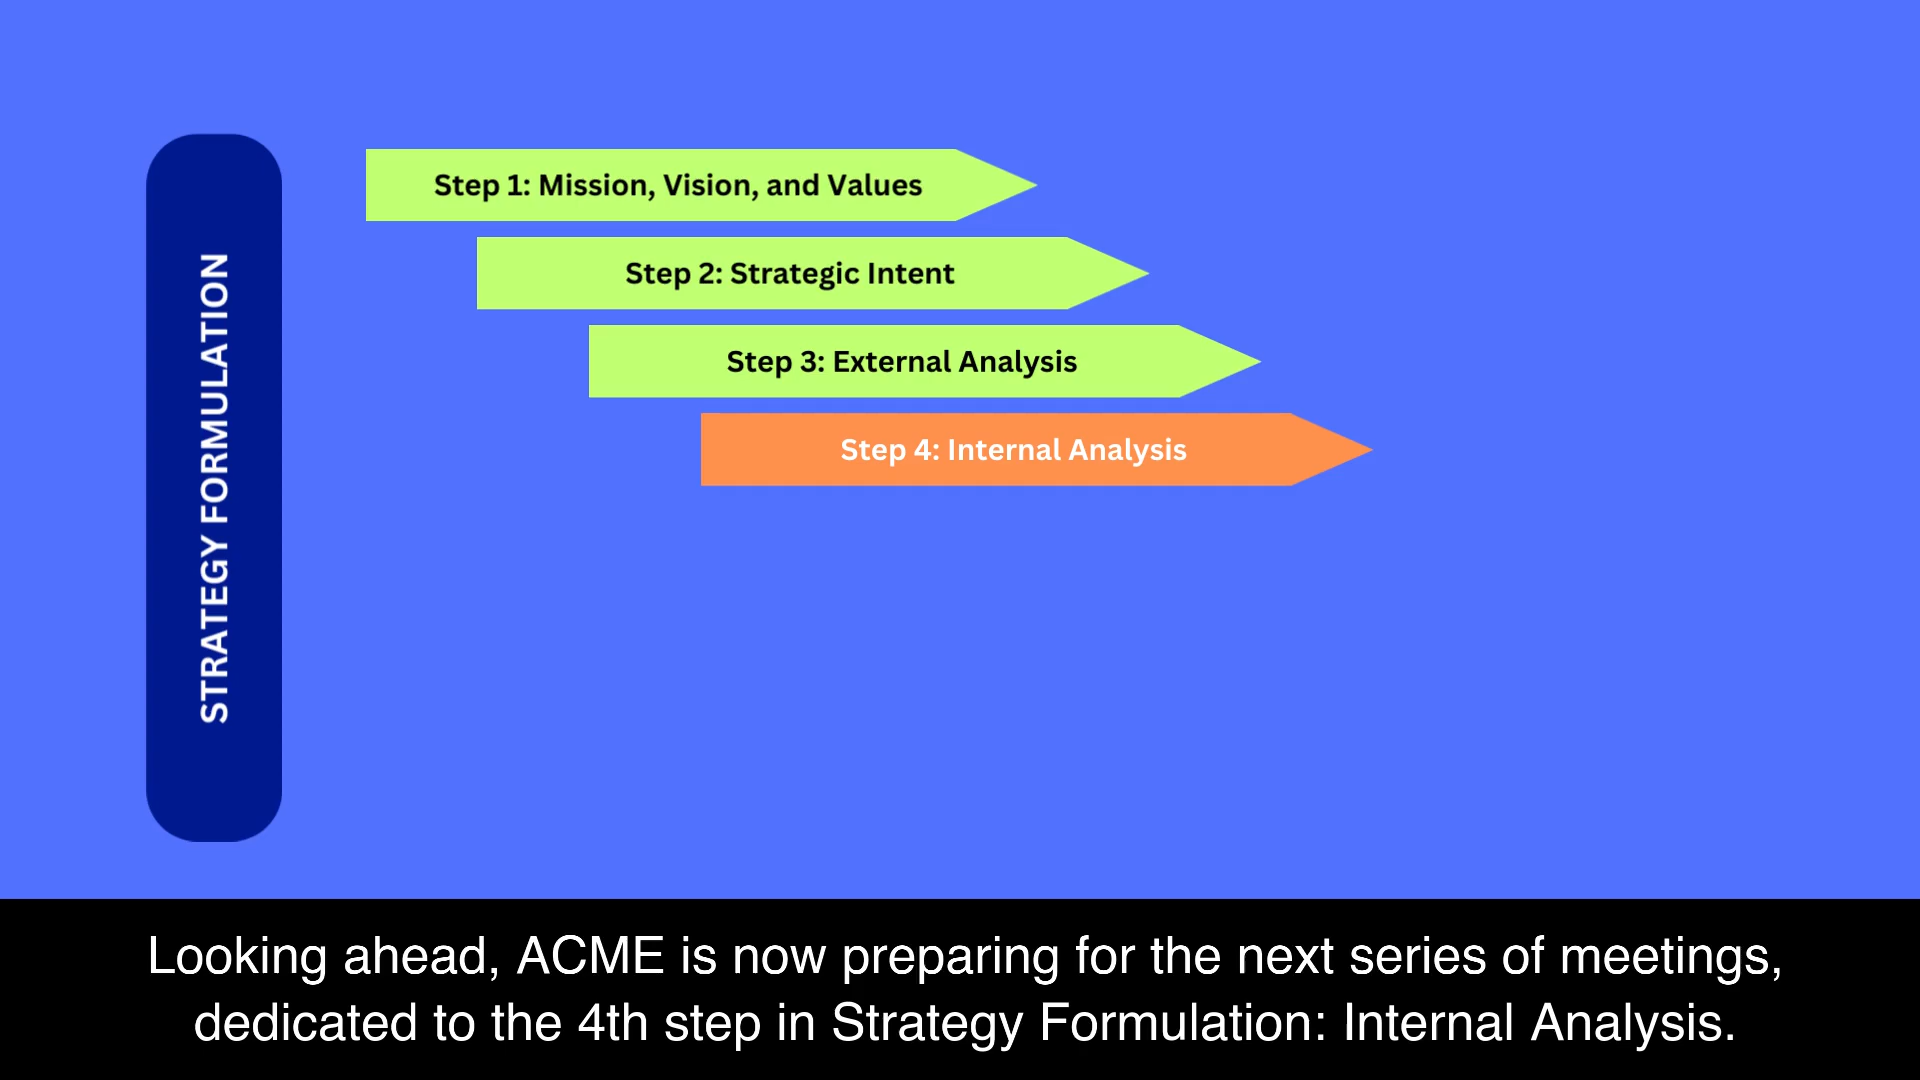 STRATEGY FORMULATION
Step 1: Mission, Vision, and Values
Step 2: Strategic Intent
Step 3: External Analysis
Step 4: Internal Analysis
Looking ahead, ACME is now preparing for the next series of meetings,
dedicated to the 4th step in Strategy Formulation: Internal Analysis.